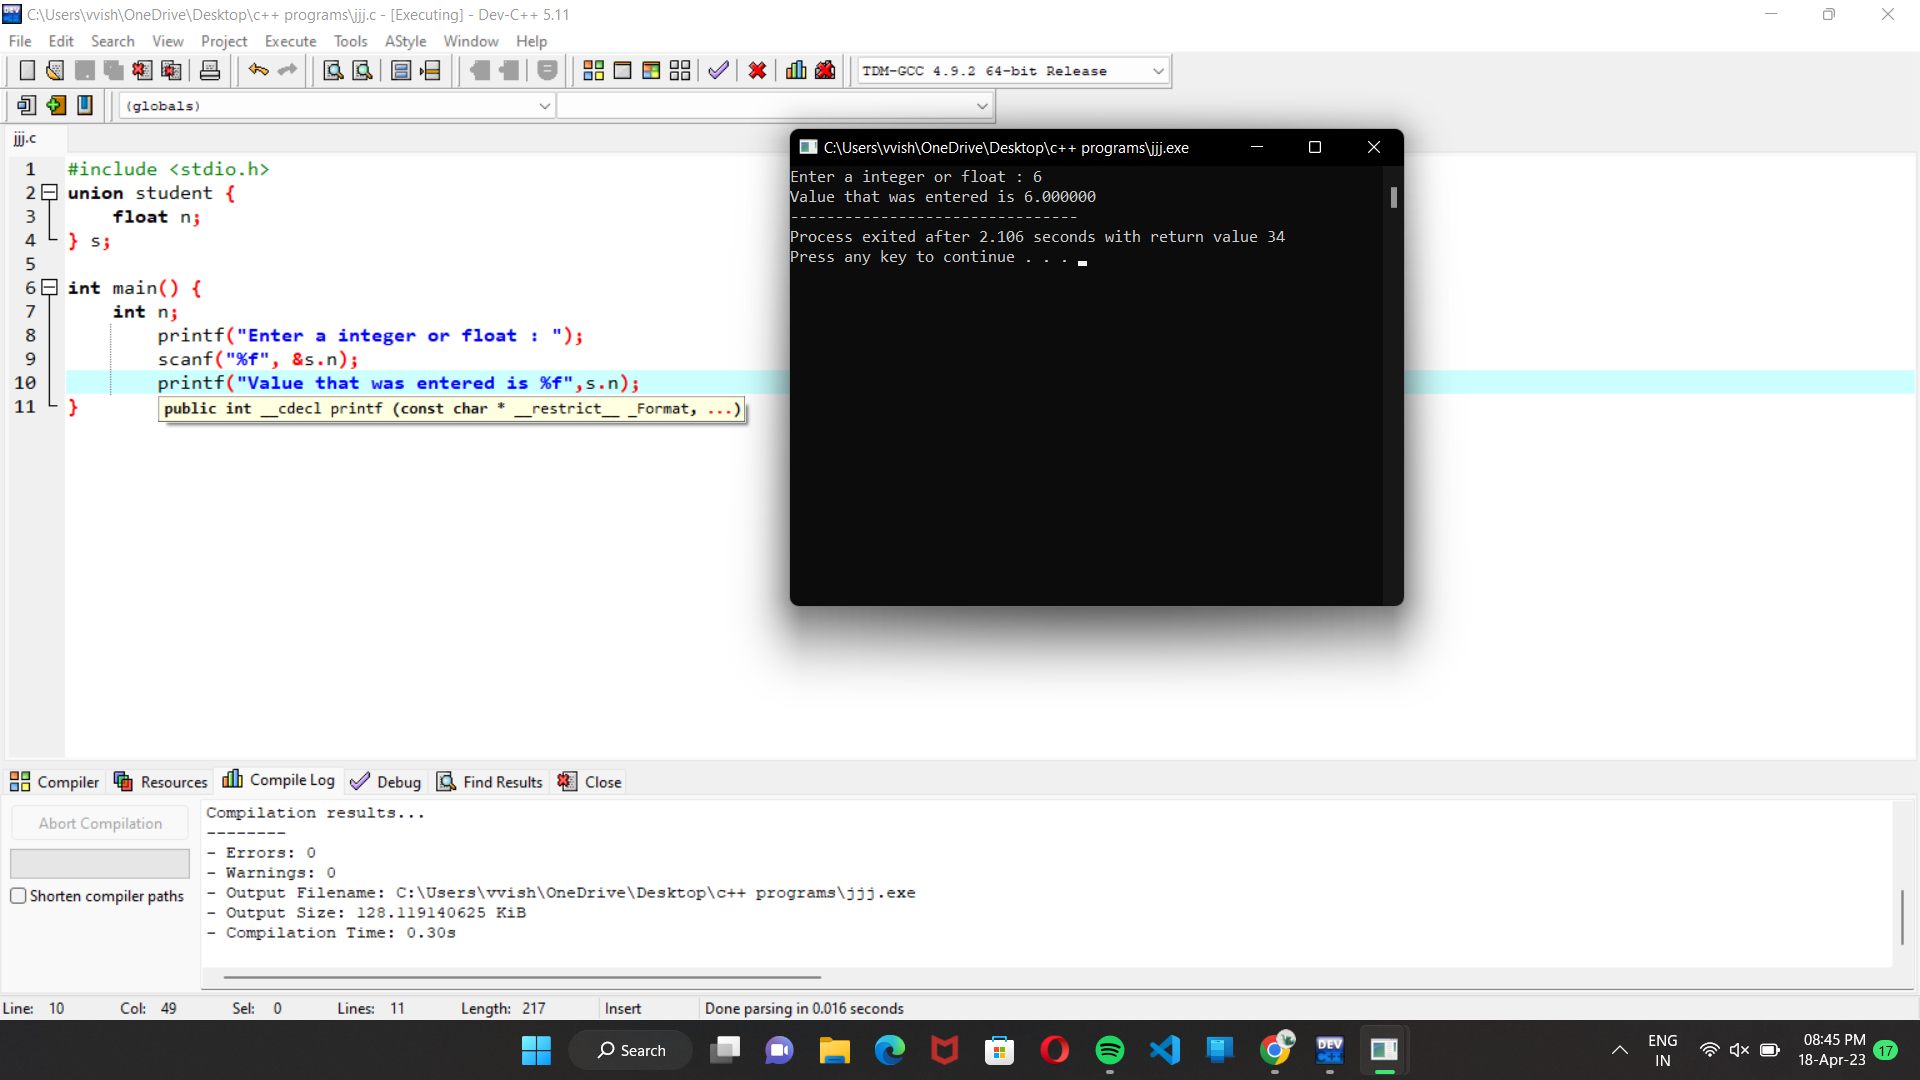 C:\Users\vvish\OneDrive\Desktop\c++ programs\jjj.c - [Executing] - Dev-C++ 5.11
File Edit Search View Project Execute Tools AStyle Window Help
TDM-GCC 4.9.2 64-bit Release
(globals)
jjj.c
1 #include <stdio.h>
2 union student {
3 float n;
4 } s;
5
6 int main() {
7 int n;
8 printf("Enter a integer or float : ");
9 scanf("%f", &s.n);
10 printf("Value that was entered is %f",s.n);
11 }
public int __cdecl printf (const char * __restrict__ _Format, ...)
C:\Users\vvish\OneDrive\Desktop\c++ programs\jjj.exe
Enter a integer or float : 6
Value that was entered is 6.000000
--------------------------------
Process exited after 2.106 seconds with return value 34
Press any key to continue . . .
Compiler Resources Compile Log Debug Find Results Close
Abort Compilation
Shorten compiler paths
Compilation results...
--------
- Errors: 0
- Warnings: 0
- Output Filename: C:\Users\vvish\OneDrive\Desktop\c++ programs\jjj.exe
- Output Size: 128.119140625 KiB
- Compilation Time: 0.30s
Line: 10 Col: 49 Sel: 0 Lines: 11 Length: 217 Insert Done parsing in 0.016 seconds
Search
DEV C++
ENG
IN
08:45 PM
18-Apr-23
17